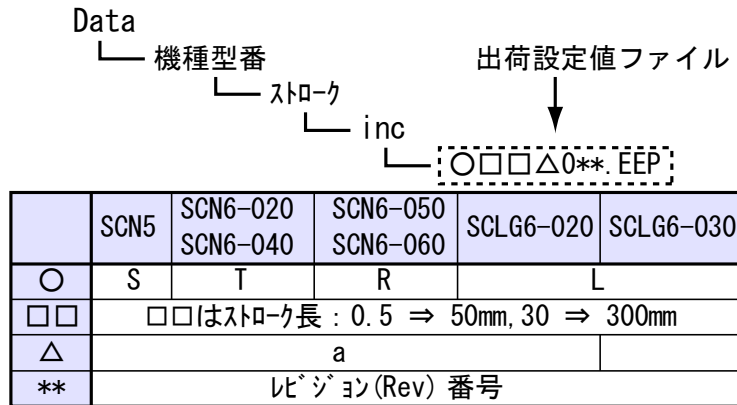 Data
機種型番
出荷設定値ファイル
ストローク
inc
○□□△0**.EEP
SCN5
SCN6-020
SCN6-040
SCN6-050
SCN6-060
SCLG6-020
SCLG6-030
○ S T R L
□□ □□はストローク長:0.5 ⇒ 50mm,30 ⇒ 300mm
△ a
** レビジョン(Rev) 番号